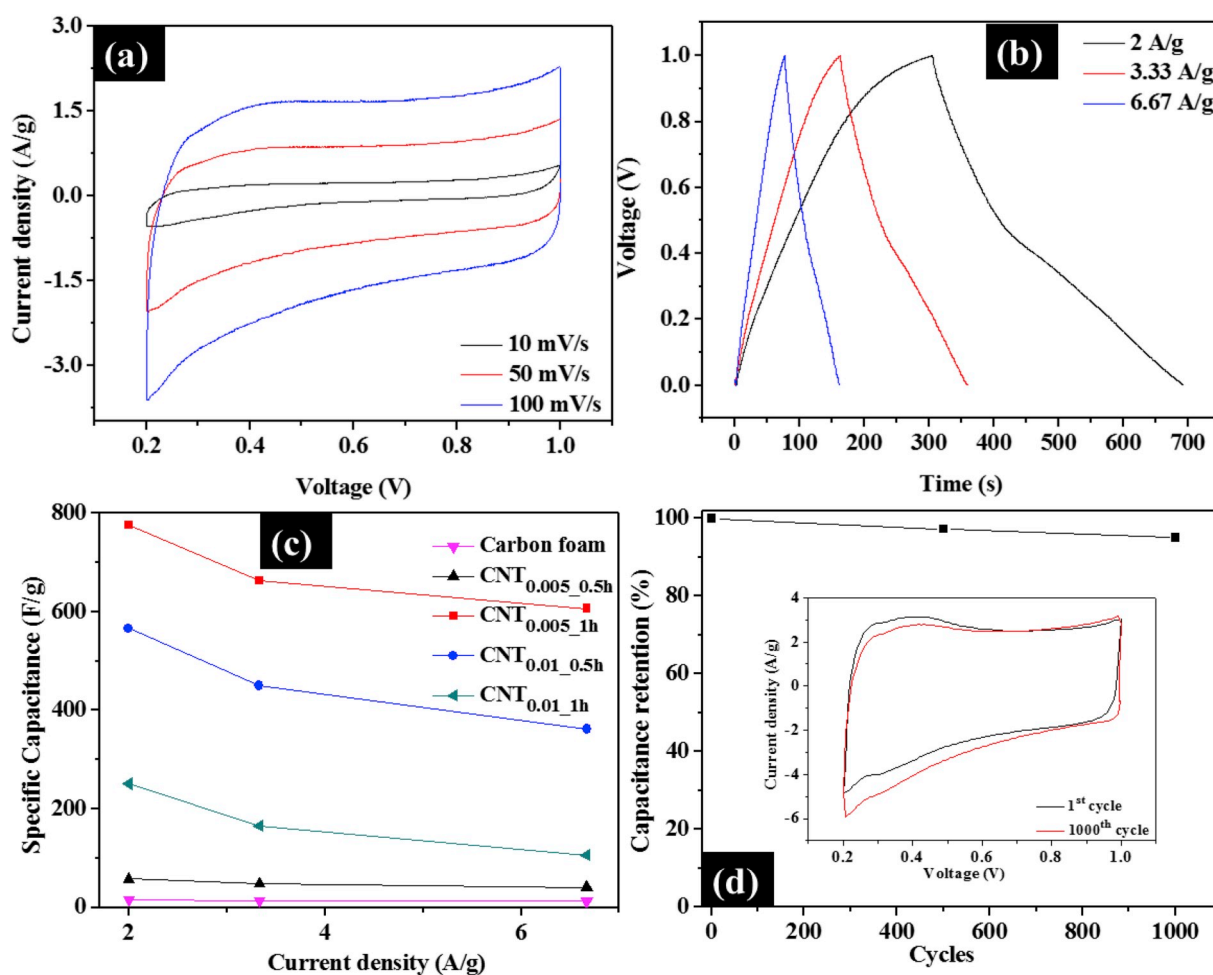 (a)
3.0
1.5
0.0
-1.5
-3.0
Current density (A/g)
10 mV/s
50 mV/s
100 mV/s
0.2 0.4 0.6 0.8 1.0
Voltage (V)
(b)
2 A/g
3.33 A/g
6.67 A/g
1.0
0.8
0.6
0.4
0.2
0.0
Voltage (V)
0 100 200 300 400 500 600 700
Time (s)
(c)
800
600
400
200
0
Specific Capacitance (F/g)
Carbon foam
CNT0.005_0.5h
CNT0.005_1h
CNT0.01_0.5h
CNT0.01_1h
2 4 6
Current density (A/g)
100
80
60
40
20
0
Capacitance retention (%)
4
2
0
-2
-4
-6
Current density (A/g)
1st cycle
1000th cycle
0.2 0.4 0.6 0.8 1.0
Voltage (V)
(d)
0 200 400 600 800 1000
Cycles